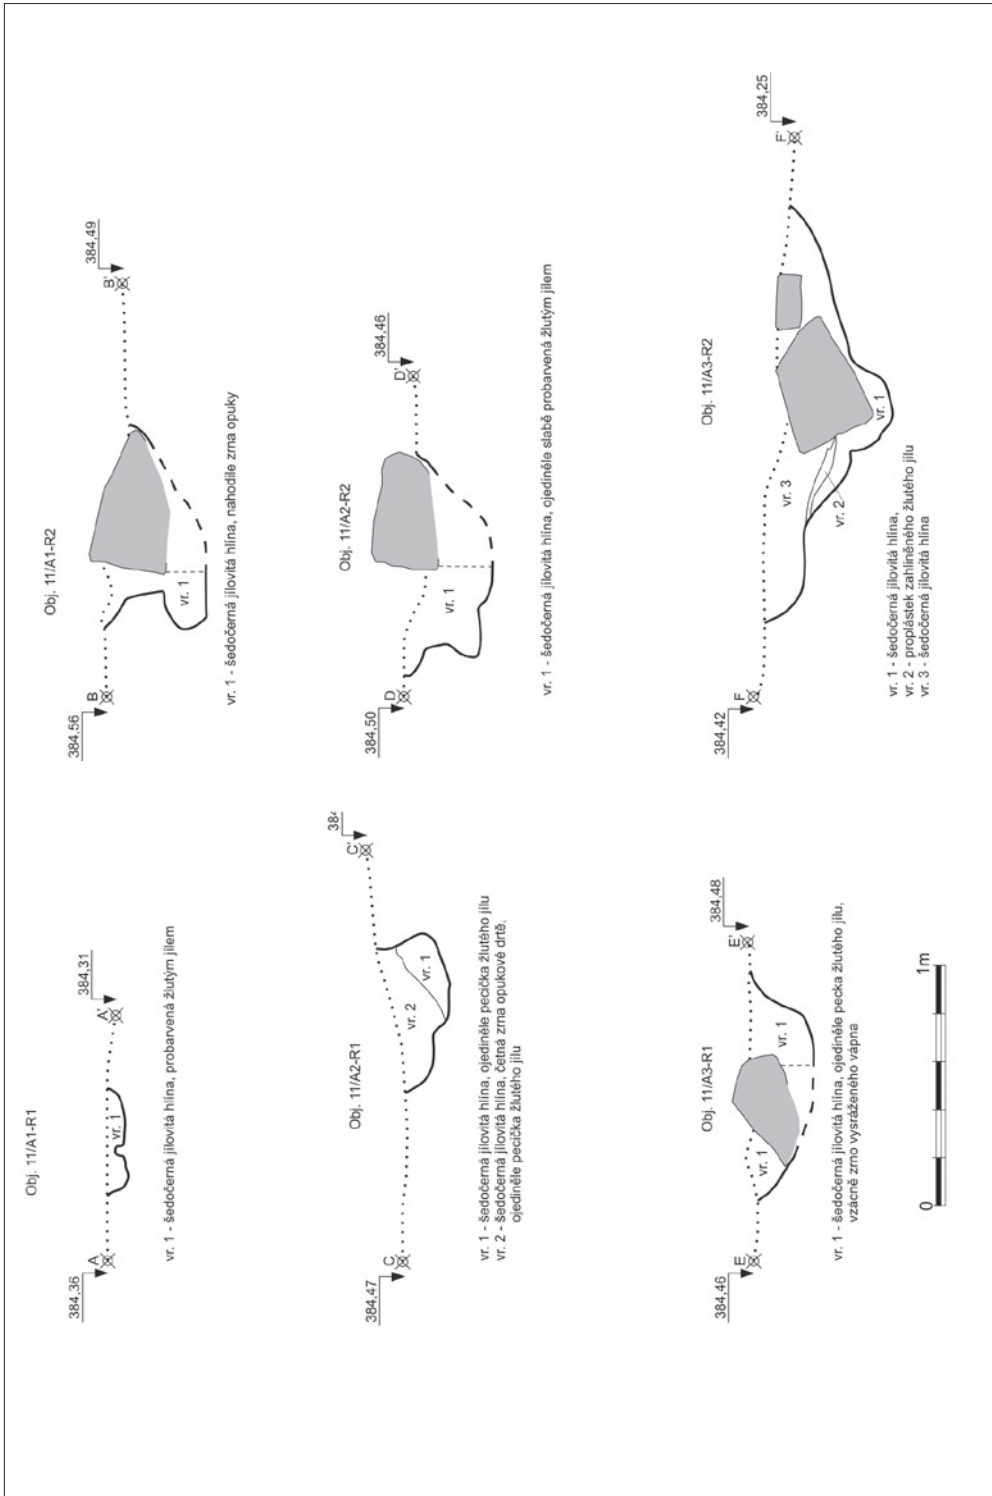 Obj. 11/A1-R1
384,36
A
A'
384,31
vr. 1
vr. 1 - šedočerná jílovitá hlína, probarvená žlutým jílem
Obj. 11/A1-R2
384,56
B
B'
384,49
vr. 1
vr. 1 - šedočerná jílovitá hlína, nahodile zrna opuky
Obj. 11/A2-R1
384,47
C
C'
384
vr. 2
vr. 1
vr. 1 - šedočerná jílovitá hlína, ojediněle pecička žlutého jílu
vr. 2 - šedočerná jílovitá hlína, četná zrna opukové drtě.
ojediněle pecička žlutého jílu
Obj. 11/A2-R2
384,50
D
D'
384,46
vr. 1
vr. 1 - šedočerná jílovitá hlína, ojediněle slabě probarvená žlutým jílem
Obj. 11/A3-R1
384,46
E
E'
384,48
vr. 1
vr. 1
vr. 1 - šedočerná jílovitá hlína, ojediněle pecka žlutého jílu,
vzácně zrno vysráženého vápna
Obj. 11/A3-R2
384,42
F
F'
384,25
vr. 3
vr. 2
vr. 1
vr. 1 - šedočerná jílovitá hlína,
vr. 2 - proplástek zahliněného žlutého jílu
vr. 3 - šedočerná jílovitá hlína
0
1m